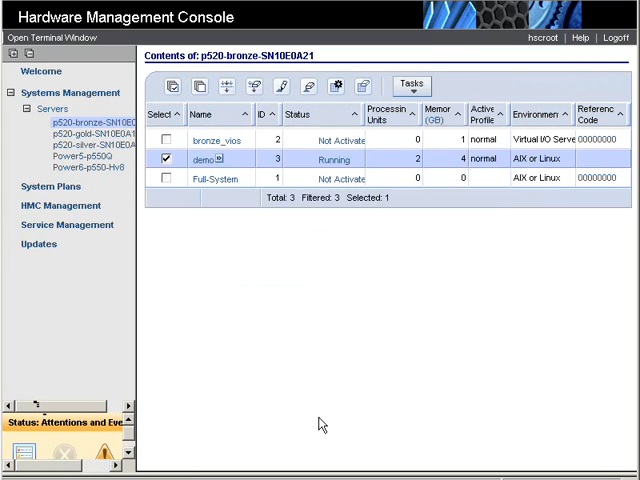 Hardware Management Console
Open Terminal Window
hscroot | Help | Logoff
Welcome
Systems Management
Servers
p520-bronze-SN10E0
p520-gold-SN10E0A1
p520-silver-SN10E0A
Power5-p550Q
Power6-p550-Hv8
System Plans
HMC Management
Service Management
Updates
Status: Attentions and Eve
Contents of: p520-bronze-SN10E0A21
Tasks
Select Name ID Status Processin Units Memor (GB) Active Profile Environment Referenc Code
bronze_vios 2 Not Activate 0 1 normal Virtual I/O Serve 00000000
demo 3 Running 2 4 normal AIX or Linux
Full-System 1 Not Activate 0 0 AIX or Linux 00000000
Total: 3 Filtered: 3 Selected: 1